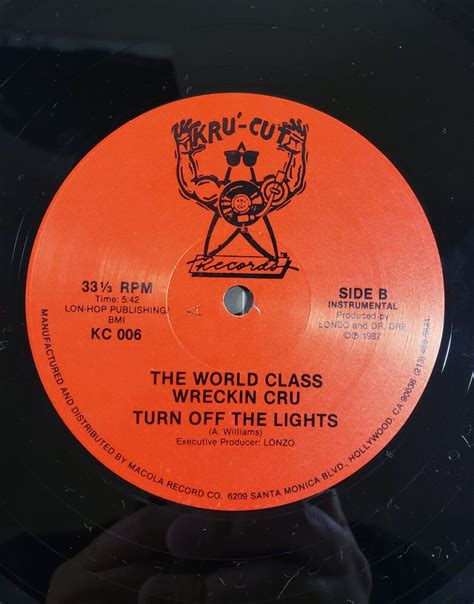 KRU'-CUT
Records TM
33⅓ RPM
Time: 5:42
LON-HOP PUBLISHING/
BMI
KC 006
SIDE B
INSTRUMENTAL
Produced by
LONZO and DR. DRE
©℗ 1987
THE WORLD CLASS
WRECKIN CRU
TURN OFF THE LIGHTS
(A. Williams)
Executive Producer: LONZO
MANUFACTURED AND DISTRIBUTED BY MACOLA RECORD CO. 6209 SANTA MONICA BLVD., HOLLYWOOD, CA 90038 (213)